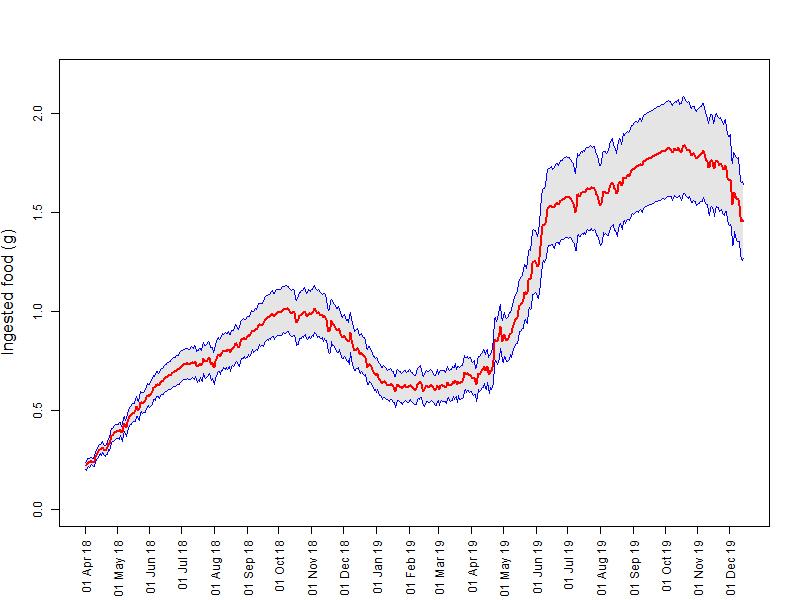 Ingested food (g)
2.0
1.5
1.0
0.5
0.0
01 Apr 18
01 May 18
01 Jun 18
01 Jul 18
01 Aug 18
01 Sep 18
01 Oct 18
01 Nov 18
01 Dec 18
01 Jan 19
01 Feb 19
01 Mar 19
01 Apr 19
01 May 19
01 Jun 19
01 Jul 19
01 Aug 19
01 Sep 19
01 Oct 19
01 Nov 19
01 Dec 19